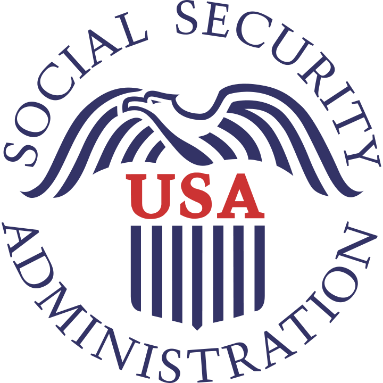 SOCIAL SECURITY
USA
ADMINISTRATION